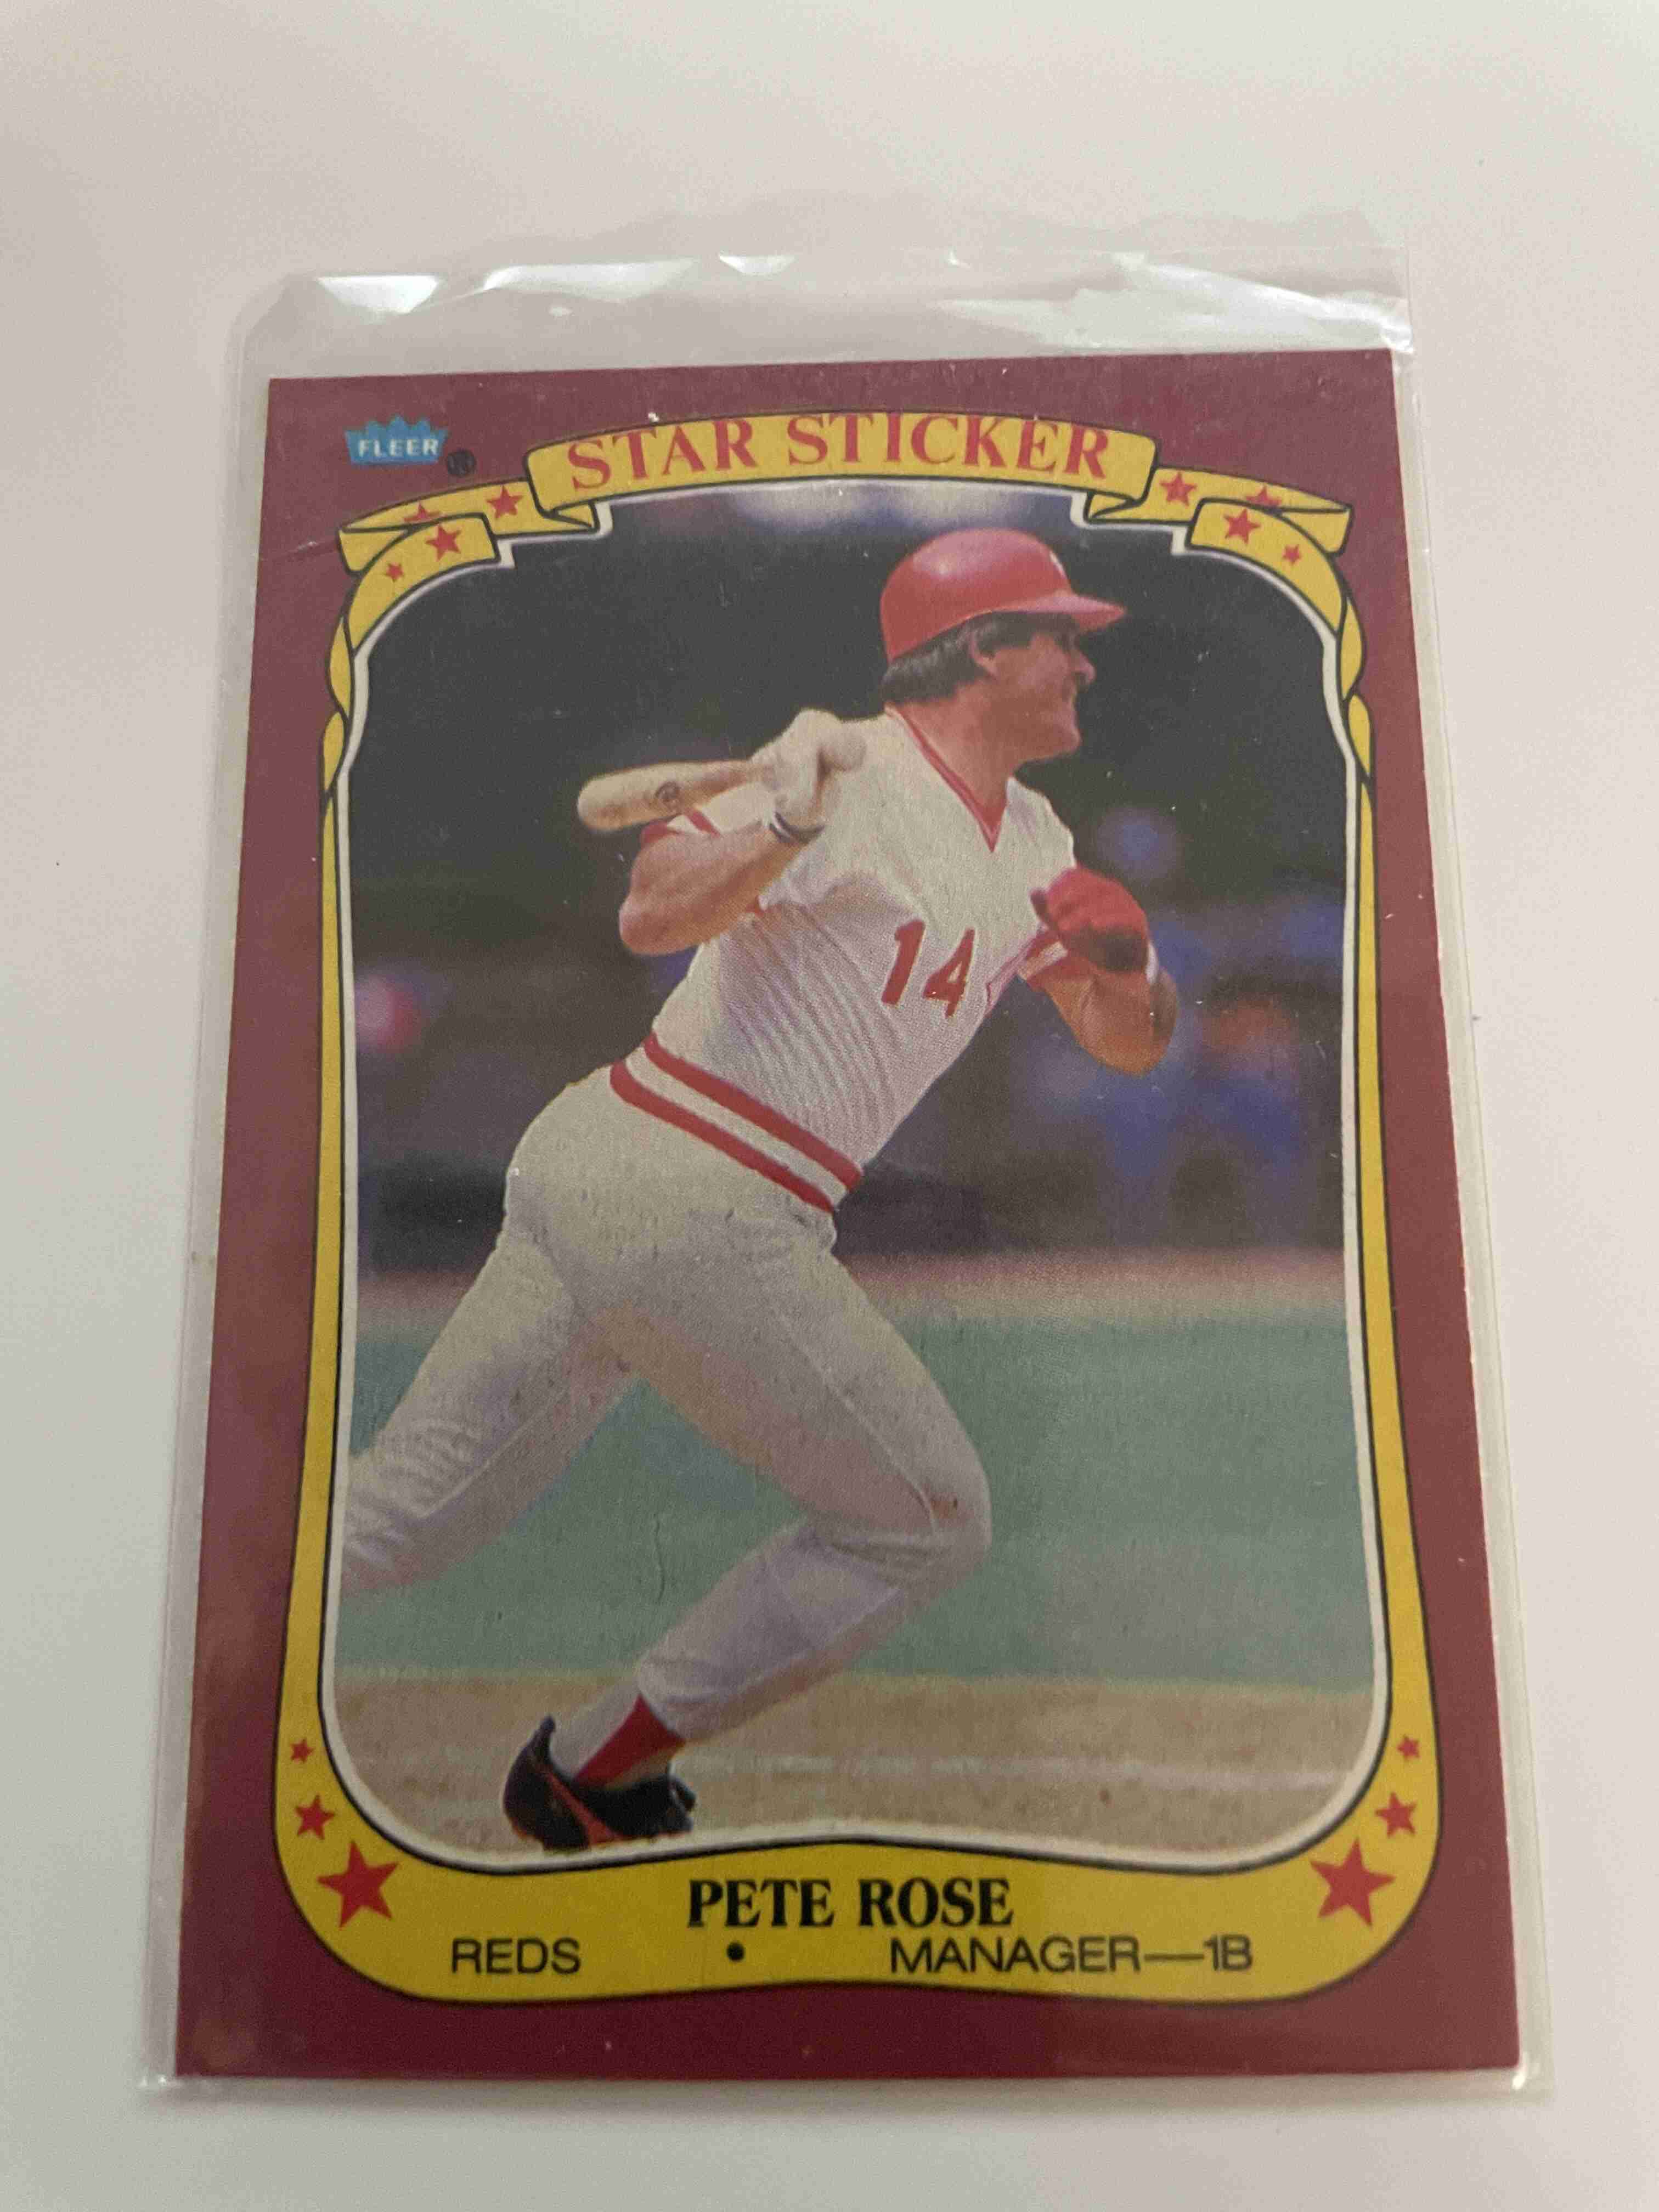 FLEER ®
STAR STICKER
14
PETE ROSE
REDS • MANAGER—1B